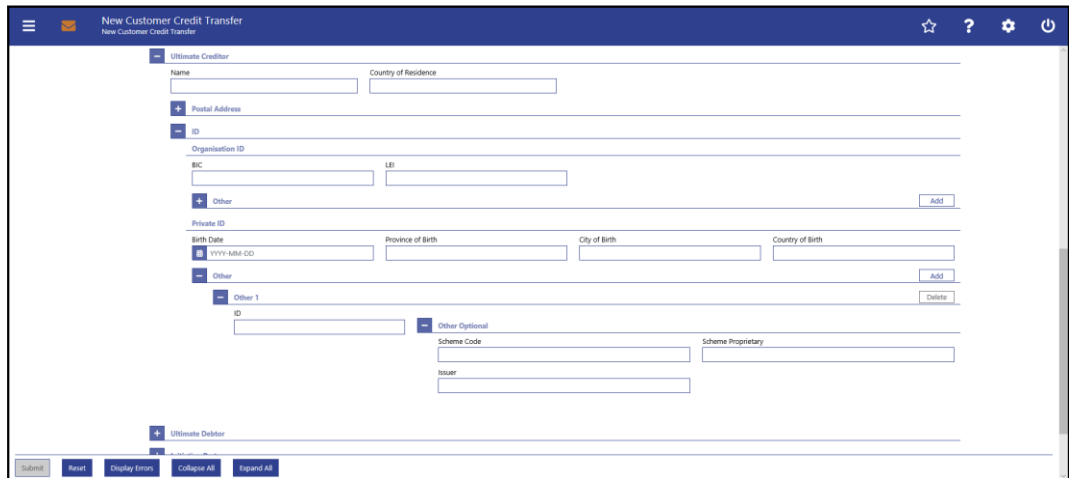 New Customer Credit Transfer
New Customer Credit Transfer
Ultimate Creditor
Name Country of Residence
Postal Address
ID
Organisation ID
BIC LEI
Other Add
Private ID
Birth Date Province of Birth City of Birth Country of Birth
YYYY-MM-DD
Other Add
Other 1 Delete
ID
Other Optional
Scheme Code Scheme Proprietary
Issuer
Ultimate Debtor
Submit Reset Display Errors Collapse All Expand All